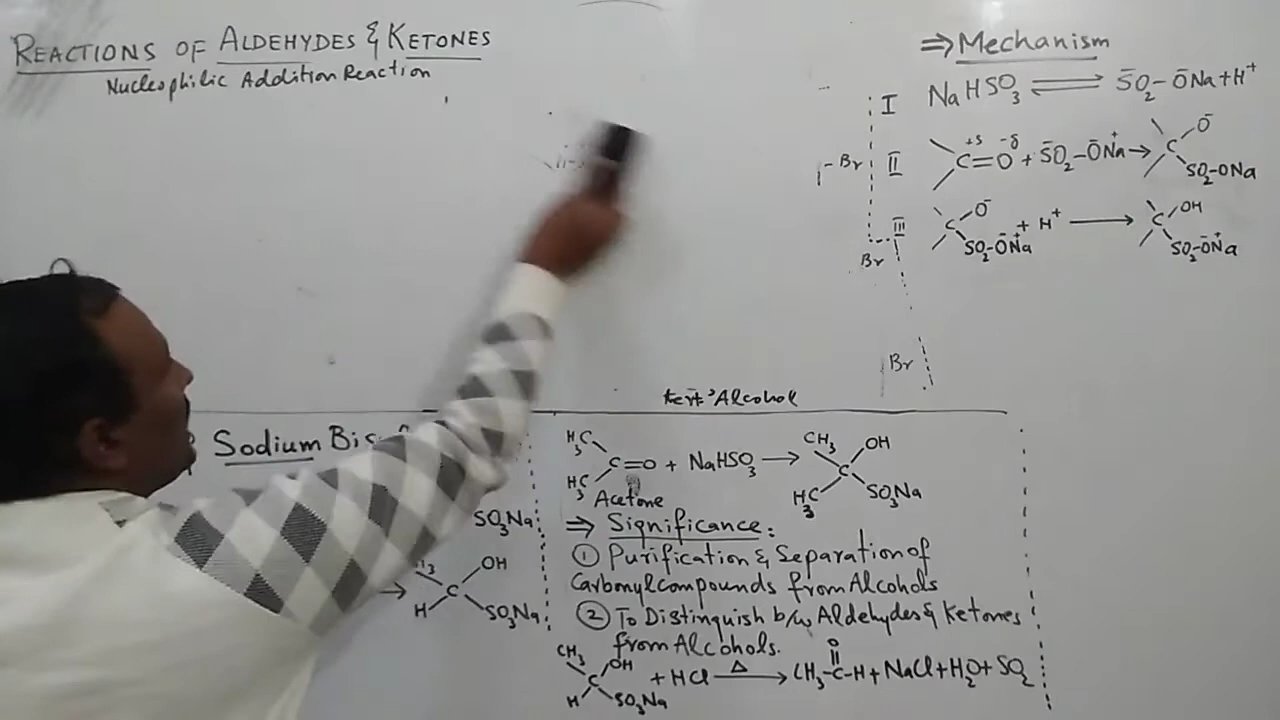 REACTIONS OF ALDEHYDES & KETONES
Nucleophilic Addition Reaction
⇒ Mechanism
I NaHSO₃ ⇌ S̄O₂-ŌNa + H⁺
II C=O + S̄O₂-ŌNa⁺ → C
+δ -δ
O⁻
SO₂-ONa
III C + H⁺ → C
O⁻
SO₂-ŌNa⁺
OH
SO₂-ŌNa⁺
Br
Br
Br
tert Alcohol
Sodium
SO₃Na
OH
→ C
H
SO₃Na
H₃C
C=O + NaHSO₃ → C
H₃C
Acetone
CH₃ OH
H₃C SO₃Na
⇒ Significance:
① Purification & Separation of
Carbonyl compounds from Alcohols
② To Distinguish b/w Aldehydes & Ketones
from Alcohols.
CH₃ OH
C + HCl —Δ→ CH₃-C-H + NaCl + H₂O + SO₂
O
H SO₃Na